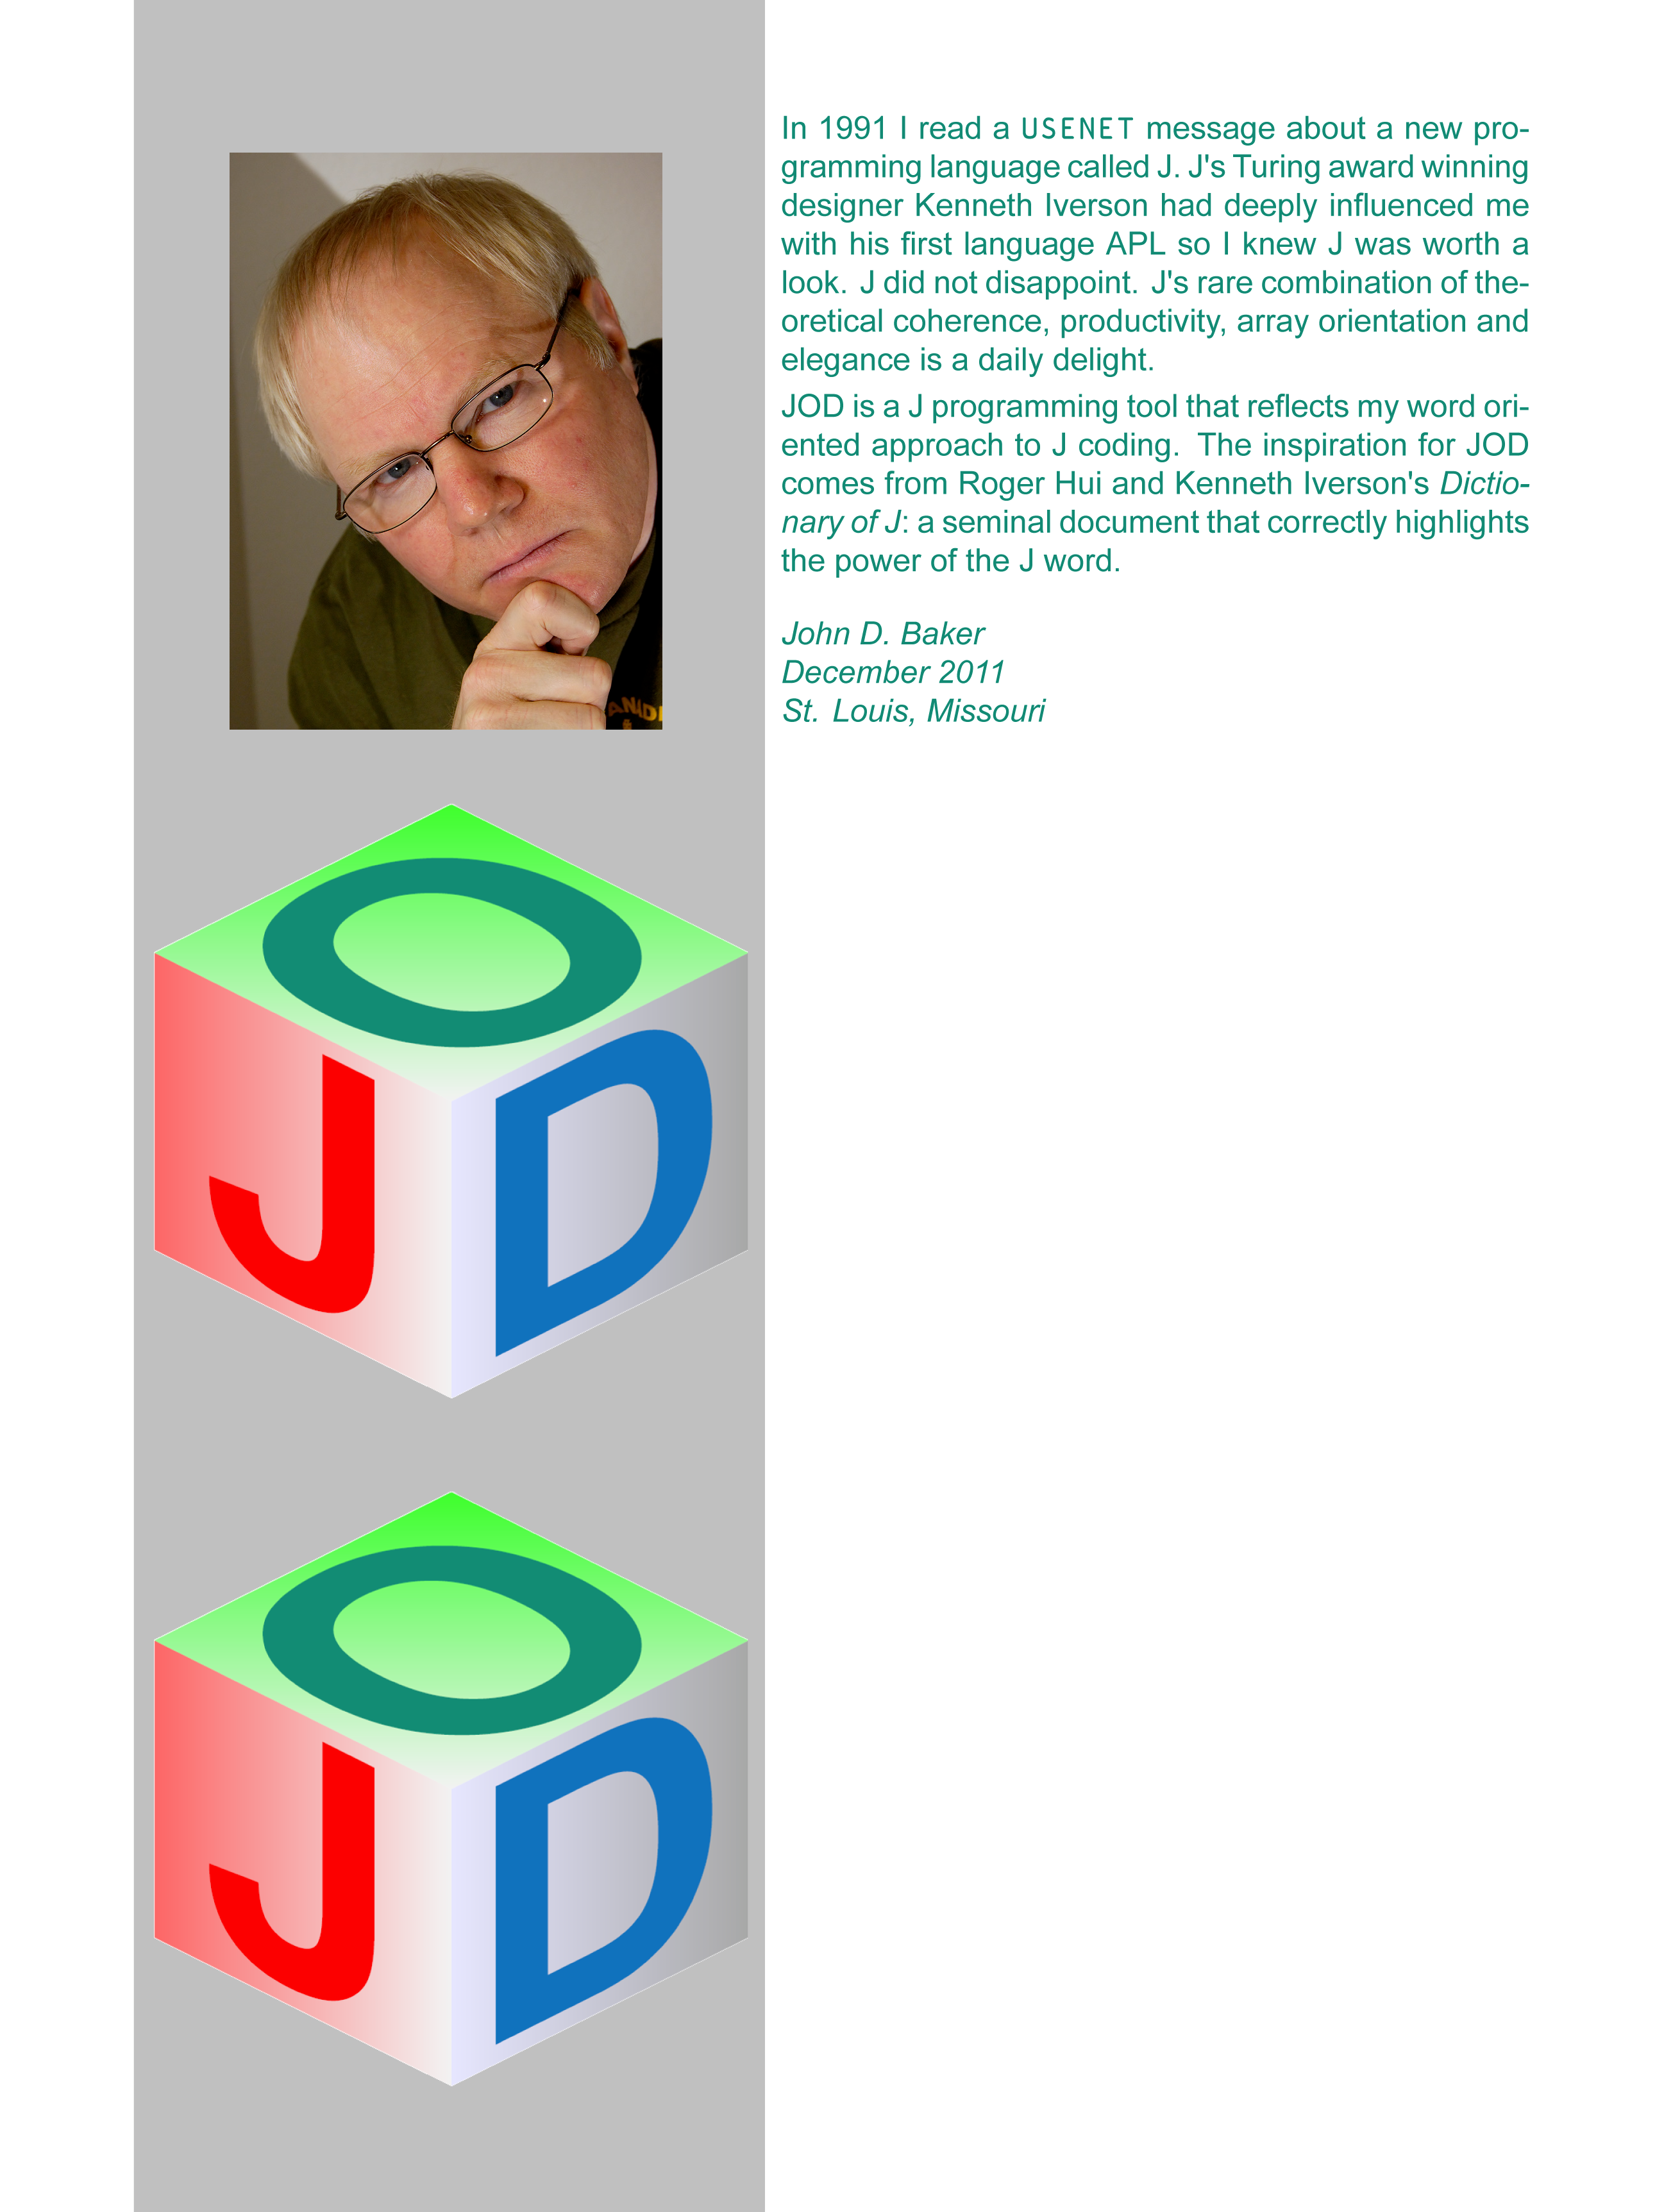 In 1991 I read a USENET message about a new pro-
gramming language called J. J's Turing award winning
designer Kenneth Iverson had deeply influenced me
with his first language APL so I knew J was worth a
look. J did not disappoint. J's rare combination of the-
oretical coherence, productivity, array orientation and
elegance is a daily delight.
JOD is a J programming tool that reflects my word ori-
ented approach to J coding. The inspiration for JOD
comes from Roger Hui and Kenneth Iverson's Dictio-
nary of J: a seminal document that correctly highlights
the power of the J word.
John D. Baker
December 2011
St. Louis, Missouri
ANAD
O
J D
O
J D